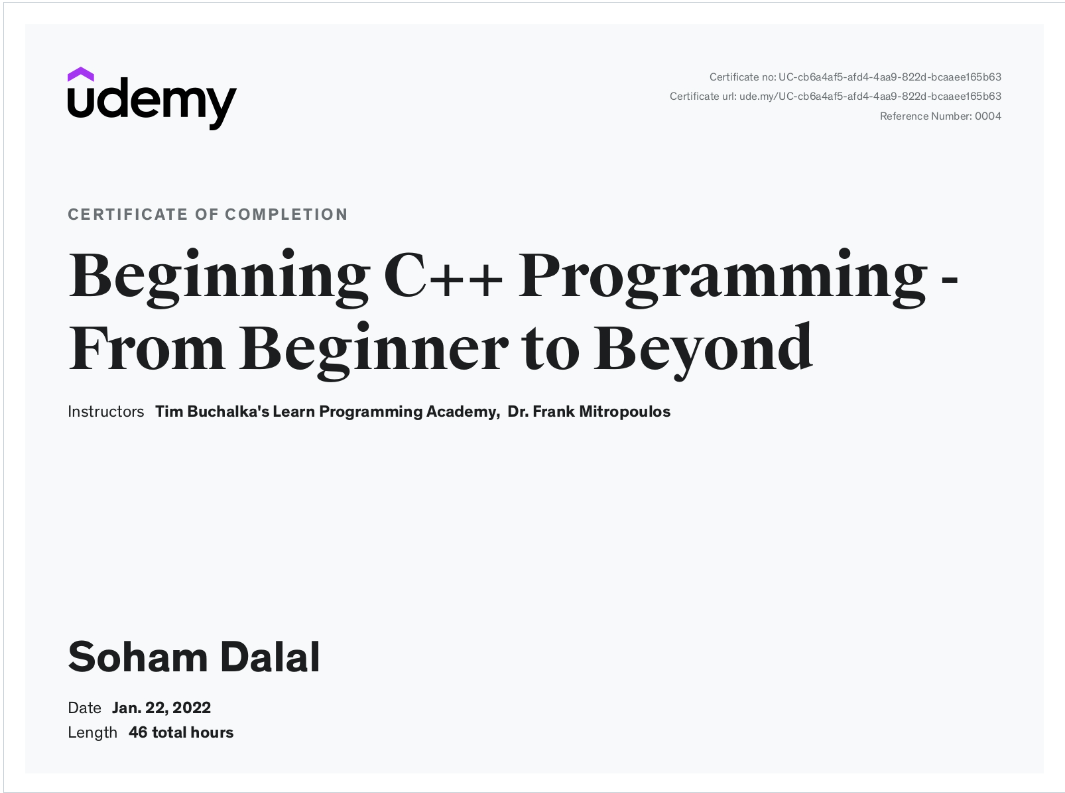 udemy
Certificate no: UC-cb6a4af5-afd4-4aa9-822d-bcaaee165b63
Certificate url: ude.my/UC-cb6a4af5-afd4-4aa9-822d-bcaaee165b63
Reference Number: 0004
CERTIFICATE OF COMPLETION
Beginning C++ Programming -
From Beginner to Beyond
Instructors Tim Buchalka's Learn Programming Academy, Dr. Frank Mitropoulos
Soham Dalal
Date Jan. 22, 2022
Length 46 total hours